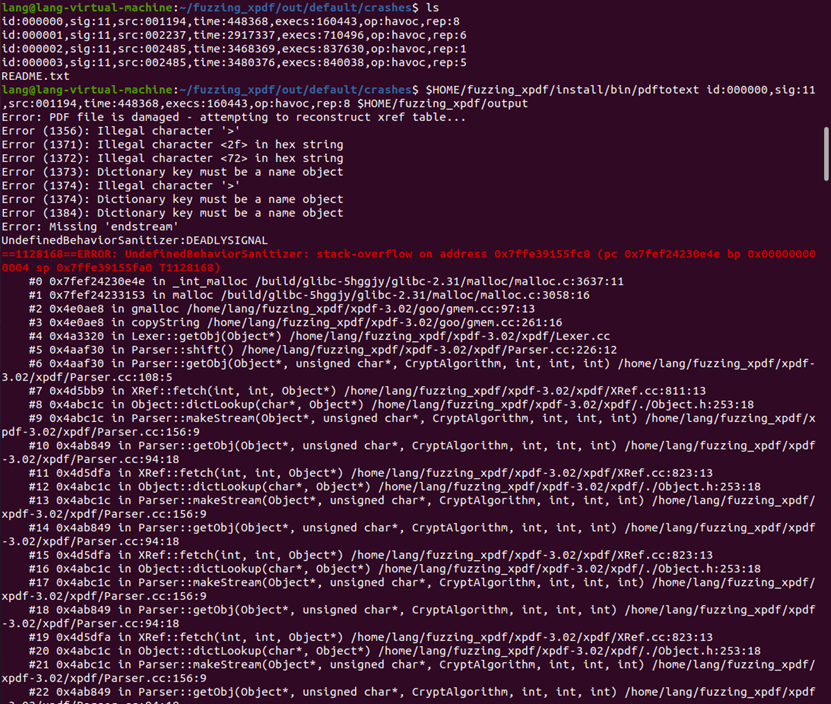 lang@lang-virtual-machine:~/fuzzing_xpdf/out/default/crashes$ ls
id:000000,sig:11,src:001194,time:448368,execs:160443,op:havoc,rep:8
id:000001,sig:11,src:002237,time:2917337,execs:710496,op:havoc,rep:6
id:000002,sig:11,src:002485,time:3468369,execs:837630,op:havoc,rep:1
id:000003,sig:11,src:002485,time:3480376,execs:840038,op:havoc,rep:5
README.txt
lang@lang-virtual-machine:~/fuzzing_xpdf/out/default/crashes$ $HOME/fuzzing_xpdf/install/bin/pdftotext id:000000,sig:11
,src:001194,time:448368,execs:160443,op:havoc,rep:8 $HOME/fuzzing_xpdf/output
Error: PDF file is damaged - attempting to reconstruct xref table...
Error (1356): Illegal character '>'
Error (1371): Illegal character <2f> in hex string
Error (1372): Illegal character <72> in hex string
Error (1373): Dictionary key must be a name object
Error (1374): Illegal character '>'
Error (1374): Dictionary key must be a name object
Error (1384): Dictionary key must be a name object
Error: Missing 'endstream'
UndefinedBehaviorSanitizer:DEADLYSIGNAL
==1128168==ERROR: UndefinedBehaviorSanitizer: stack-overflow on address 0x7ffe39155fc8 (pc 0x7fef24230e4e bp 0x00000000
0004 sp 0x7ffe39155fa0 T1128168)
    #0 0x7fef24230e4e in _int_malloc /build/glibc-5hggjy/glibc-2.31/malloc/malloc.c:3637:11
    #1 0x7fef24233153 in malloc /build/glibc-5hggjy/glibc-2.31/malloc/malloc.c:3058:16
    #2 0x4e0ae8 in gmalloc /home/lang/fuzzing_xpdf/xpdf-3.02/goo/gmem.cc:97:13
    #3 0x4e0ae8 in copyString /home/lang/fuzzing_xpdf/xpdf-3.02/goo/gmem.cc:261:16
    #4 0x4a3320 in Lexer::getObj(Object*) /home/lang/fuzzing_xpdf/xpdf-3.02/xpdf/Lexer.cc
    #5 0x4aaf30 in Parser::shift() /home/lang/fuzzing_xpdf/xpdf-3.02/xpdf/Parser.cc:226:12
    #6 0x4aaf30 in Parser::getObj(Object*, unsigned char*, CryptAlgorithm, int, int, int) /home/lang/fuzzing_xpdf/xpdf-
3.02/xpdf/Parser.cc:108:5
    #7 0x4d5bb9 in XRef::fetch(int, int, Object*) /home/lang/fuzzing_xpdf/xpdf-3.02/xpdf/XRef.cc:811:13
    #8 0x4abc1c in Object::dictLookup(char*, Object*) /home/lang/fuzzing_xpdf/xpdf-3.02/xpdf/./Object.h:253:18
    #9 0x4abc1c in Parser::makeStream(Object*, unsigned char*, CryptAlgorithm, int, int, int) /home/lang/fuzzing_xpdf/x
pdf-3.02/xpdf/Parser.cc:156:9
    #10 0x4ab849 in Parser::getObj(Object*, unsigned char*, CryptAlgorithm, int, int, int) /home/lang/fuzzing_xpdf/xpdf
-3.02/xpdf/Parser.cc:94:18
    #11 0x4d5dfa in XRef::fetch(int, int, Object*) /home/lang/fuzzing_xpdf/xpdf-3.02/xpdf/XRef.cc:823:13
    #12 0x4abc1c in Object::dictLookup(char*, Object*) /home/lang/fuzzing_xpdf/xpdf-3.02/xpdf/./Object.h:253:18
    #13 0x4abc1c in Parser::makeStream(Object*, unsigned char*, CryptAlgorithm, int, int, int) /home/lang/fuzzing_xpdf/
xpdf-3.02/xpdf/Parser.cc:156:9
    #14 0x4ab849 in Parser::getObj(Object*, unsigned char*, CryptAlgorithm, int, int, int) /home/lang/fuzzing_xpdf/xpdf
-3.02/xpdf/Parser.cc:94:18
    #15 0x4d5dfa in XRef::fetch(int, int, Object*) /home/lang/fuzzing_xpdf/xpdf-3.02/xpdf/XRef.cc:823:13
    #16 0x4abc1c in Object::dictLookup(char*, Object*) /home/lang/fuzzing_xpdf/xpdf-3.02/xpdf/./Object.h:253:18
    #17 0x4abc1c in Parser::makeStream(Object*, unsigned char*, CryptAlgorithm, int, int, int) /home/lang/fuzzing_xpdf/
xpdf-3.02/xpdf/Parser.cc:156:9
    #18 0x4ab849 in Parser::getObj(Object*, unsigned char*, CryptAlgorithm, int, int, int) /home/lang/fuzzing_xpdf/xpdf
-3.02/xpdf/Parser.cc:94:18
    #19 0x4d5dfa in XRef::fetch(int, int, Object*) /home/lang/fuzzing_xpdf/xpdf-3.02/xpdf/XRef.cc:823:13
    #20 0x4abc1c in Object::dictLookup(char*, Object*) /home/lang/fuzzing_xpdf/xpdf-3.02/xpdf/./Object.h:253:18
    #21 0x4abc1c in Parser::makeStream(Object*, unsigned char*, CryptAlgorithm, int, int, int) /home/lang/fuzzing_xpdf/
xpdf-3.02/xpdf/Parser.cc:156:9
    #22 0x4ab849 in Parser::getObj(Object*, unsigned char*, CryptAlgorithm, int, int, int) /home/lang/fuzzing_xpdf/xpdf